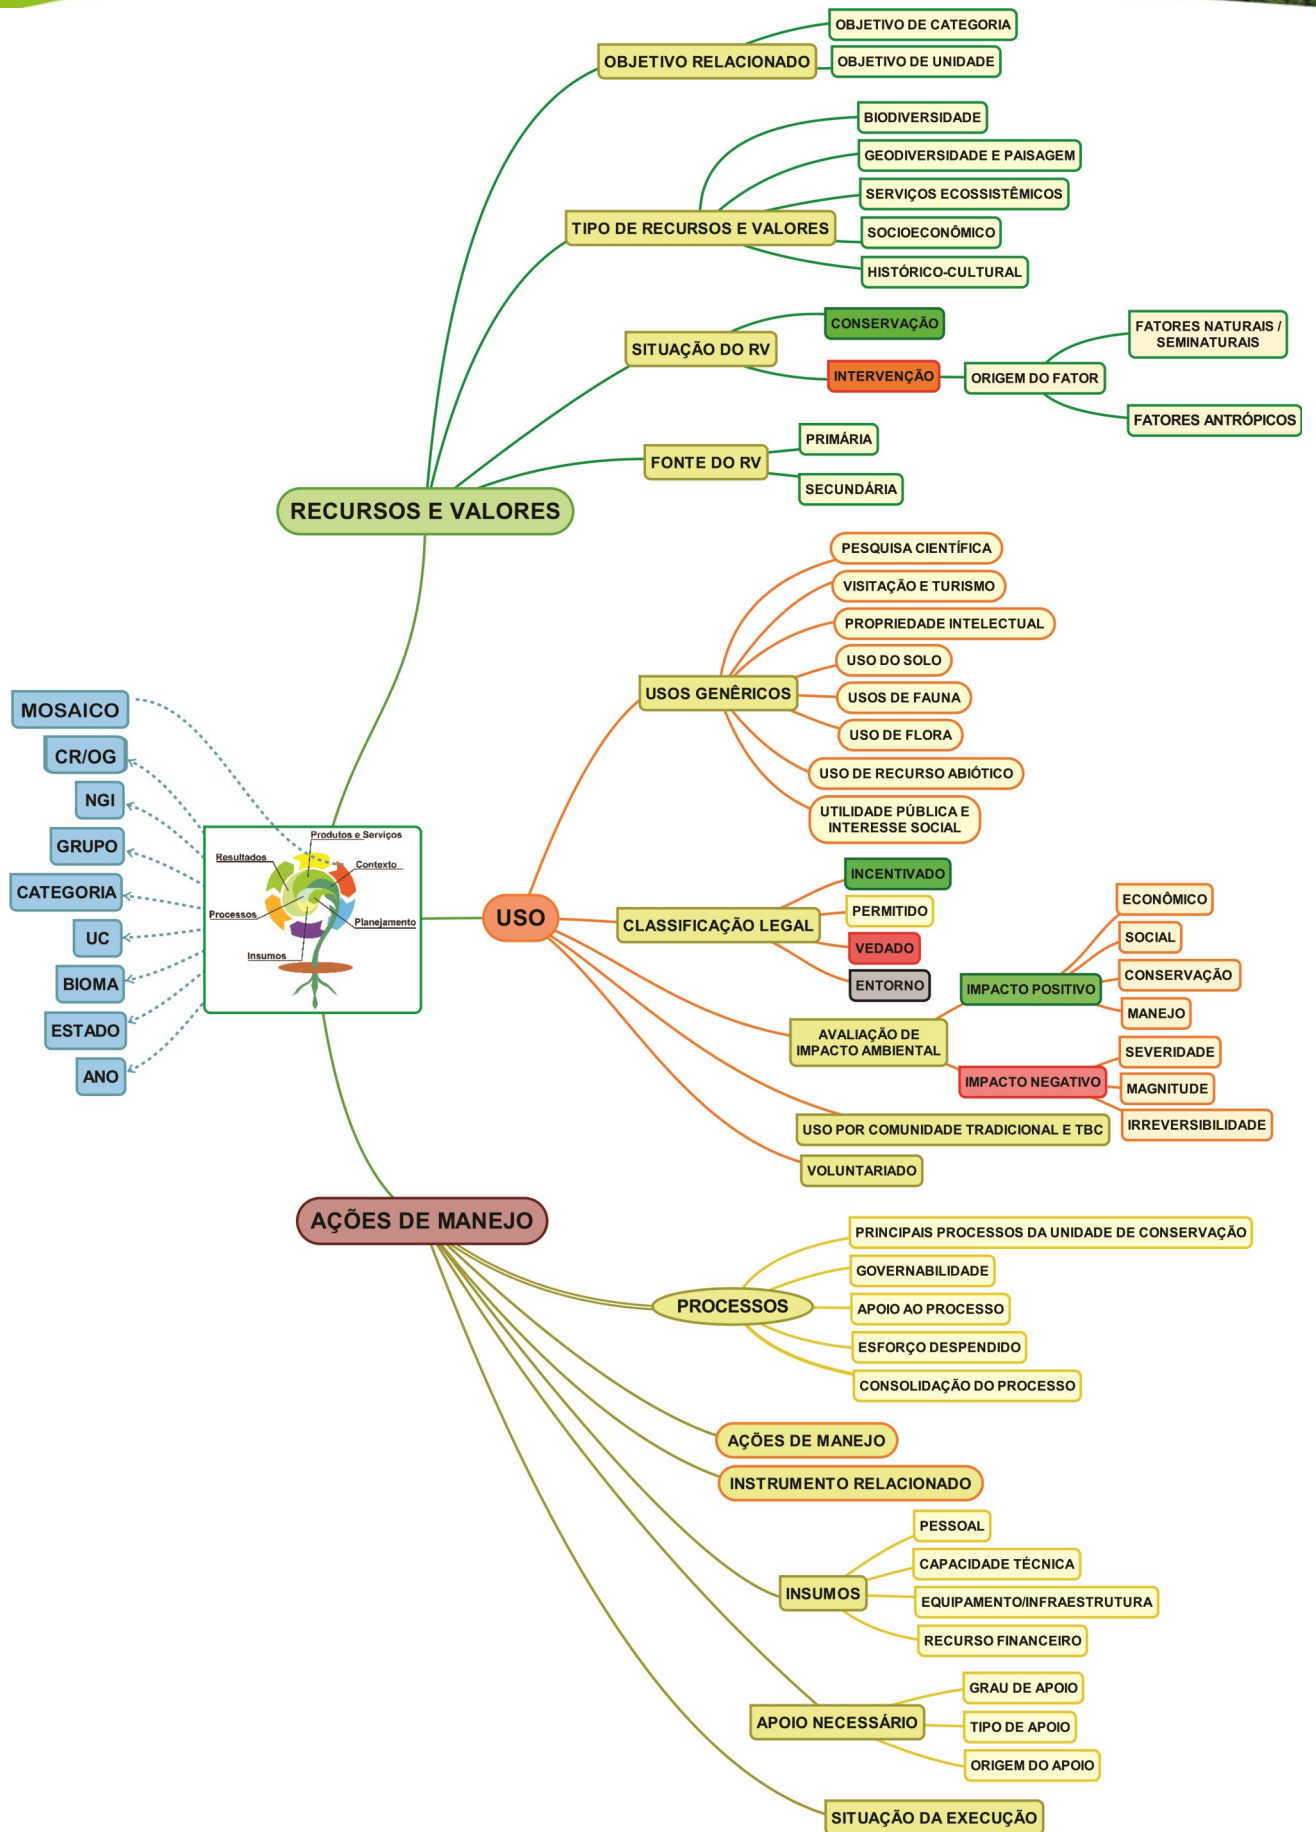 OBJETIVO DE CATEGORIA
OBJETIVO RELACIONADO
OBJETIVO DE UNIDADE
BIODIVERSIDADE
GEODIVERSIDADE E PAISAGEM
SERVIÇOS ECOSSISTÊMICOS
TIPO DE RECURSOS E VALORES
SOCIOECONÔMICO
HISTÓRICO-CULTURAL
CONSERVAÇÃO
SITUAÇÃO DO RV
INTERVENÇÃO
ORIGEM DO FATOR
FATORES NATURAIS /
SEMINATURAIS
FATORES ANTRÓPICOS
PRIMÁRIA
FONTE DO RV
SECUNDÁRIA
RECURSOS E VALORES
PESQUISA CIENTÍFICA
VISITAÇÃO E TURISMO
PROPRIEDADE INTELECTUAL
USO DO SOLO
USOS GENÊRICOS
USOS DE FAUNA
USO DE FLORA
USO DE RECURSO ABIÓTICO
UTILIDADE PÚBLICA E
INTERESSE SOCIAL
MOSAICO
CR/OG
NGI
GRUPO
CATEGORIA
UC
BIOMA
ESTADO
ANO
Produtos e Serviços
Resultados
Contexto
Processos
Planejamento
Insumos
USO
INCENTIVADO
PERMITIDO
CLASSIFICAÇÃO LEGAL
VEDADO
ENTORNO
ECONÔMICO
SOCIAL
CONSERVAÇÃO
IMPACTO POSITIVO
MANEJO
AVALIAÇÃO DE
IMPACTO AMBIENTAL
SEVERIDADE
IMPACTO NEGATIVO
MAGNITUDE
IRREVERSIBILIDADE
USO POR COMUNIDADE TRADICIONAL E TBC
VOLUNTARIADO
AÇÕES DE MANEJO
PRINCIPAIS PROCESSOS DA UNIDADE DE CONSERVAÇÃO
GOVERNABILIDADE
PROCESSOS
APOIO AO PROCESSO
ESFORÇO DESPENDIDO
CONSOLIDAÇÃO DO PROCESSO
AÇÕES DE MANEJO
INSTRUMENTO RELACIONADO
PESSOAL
CAPACIDADE TÉCNICA
INSUMOS
EQUIPAMENTO/INFRAESTRUTURA
RECURSO FINANCEIRO
GRAU DE APOIO
APOIO NECESSÁRIO
TIPO DE APOIO
ORIGEM DO APOIO
SITUAÇÃO DA EXECUÇÃO